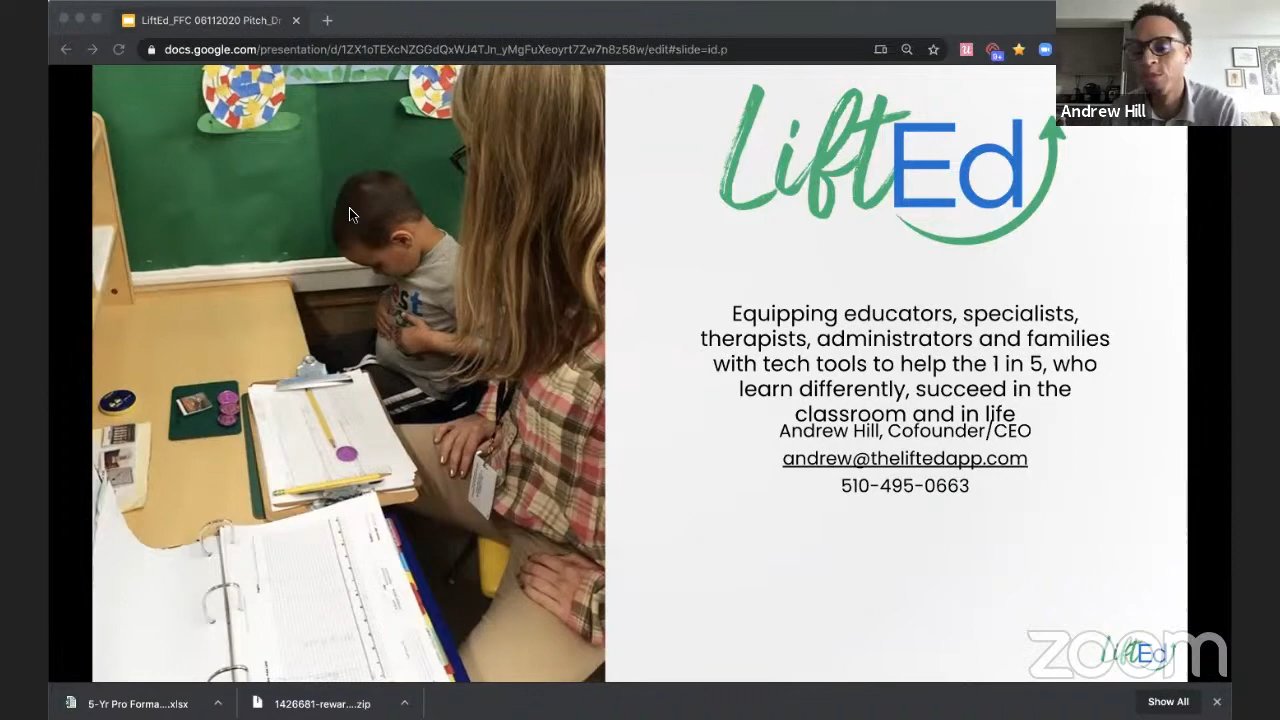 LiftEd_FFC 06112020 Pitch_Dr
docs.google.com/presentation/d/1ZX1oTEXcNZGGdQxWJ4TJn_yMgFuXeoyrt7Zw7n8z58w/edit#slide=id.p
9+
Andrew Hill
LiftEd
Equipping educators, specialists,
therapists, administrators and families
with tech tools to help the 1 in 5, who
learn differently, succeed in the
classroom and in life
Andrew Hill, Cofounder/CEO
andrew@theliftedapp.com
510-495-0663
zoom
LiftEd
5-Yr Pro Forma....xlsx
1426681-rewar....zip
Show All